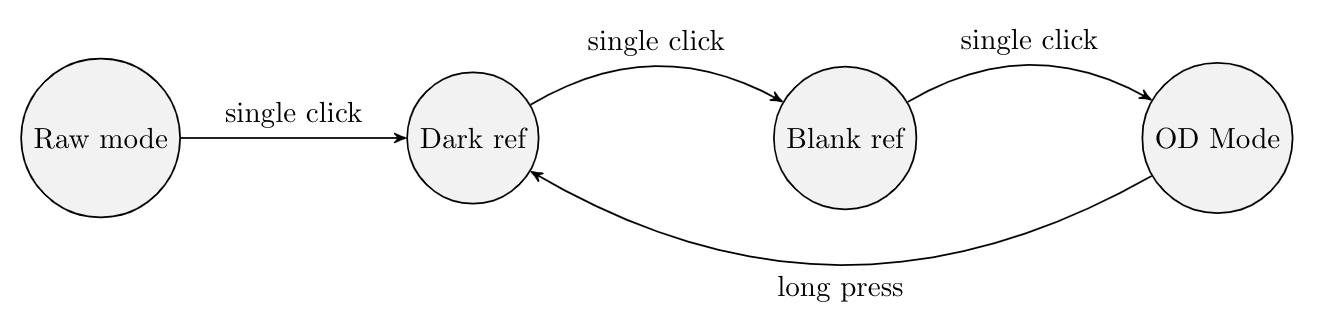 single click
single click
single click
Raw mode
Dark ref
Blank ref
OD Mode
long press